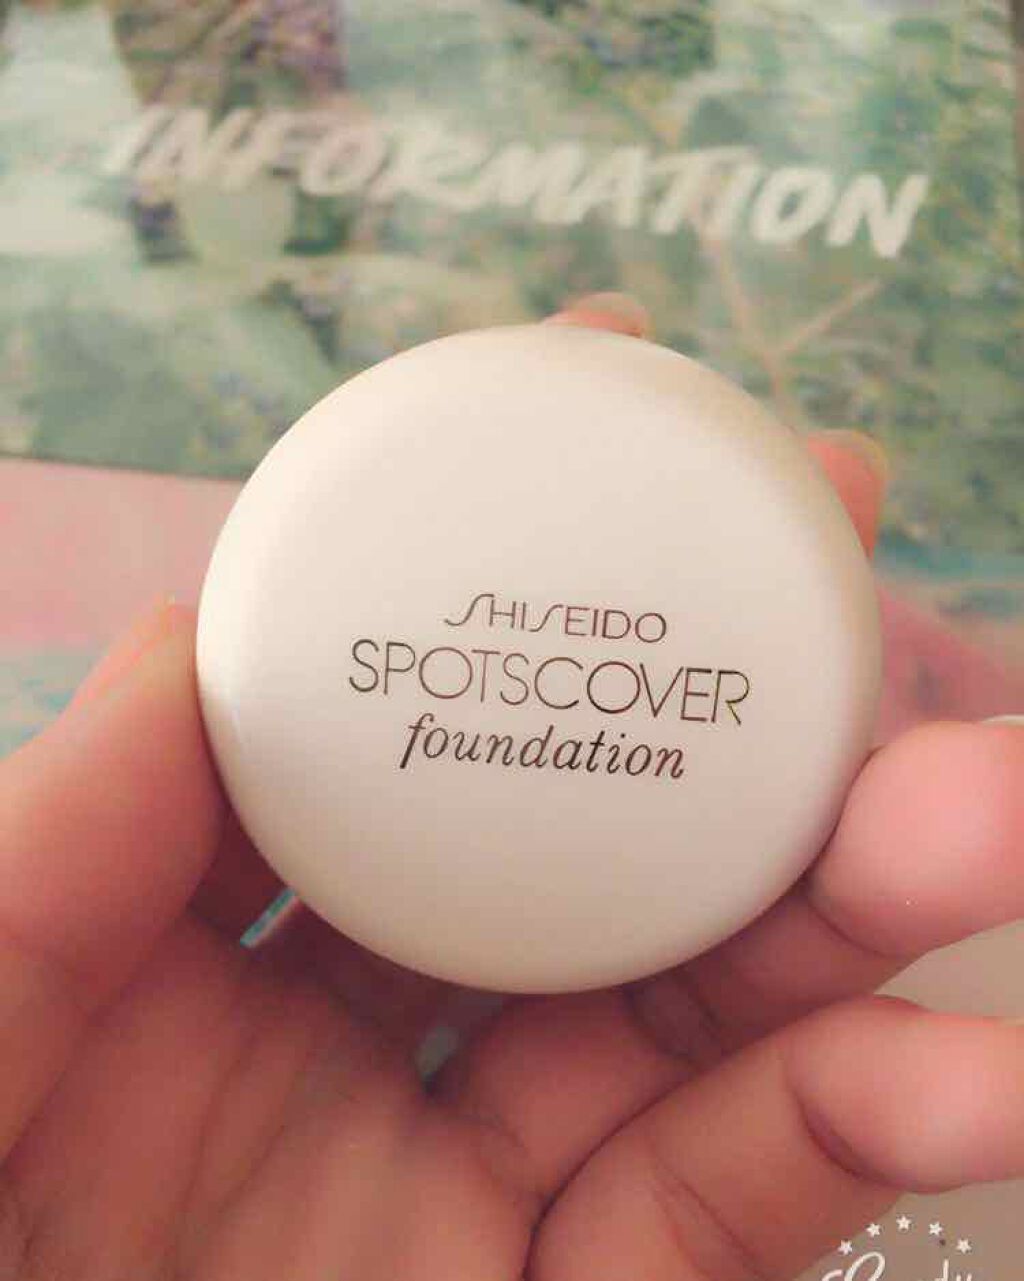 INFORMATION
SHISEIDO
SPOTSCOVER
foundation